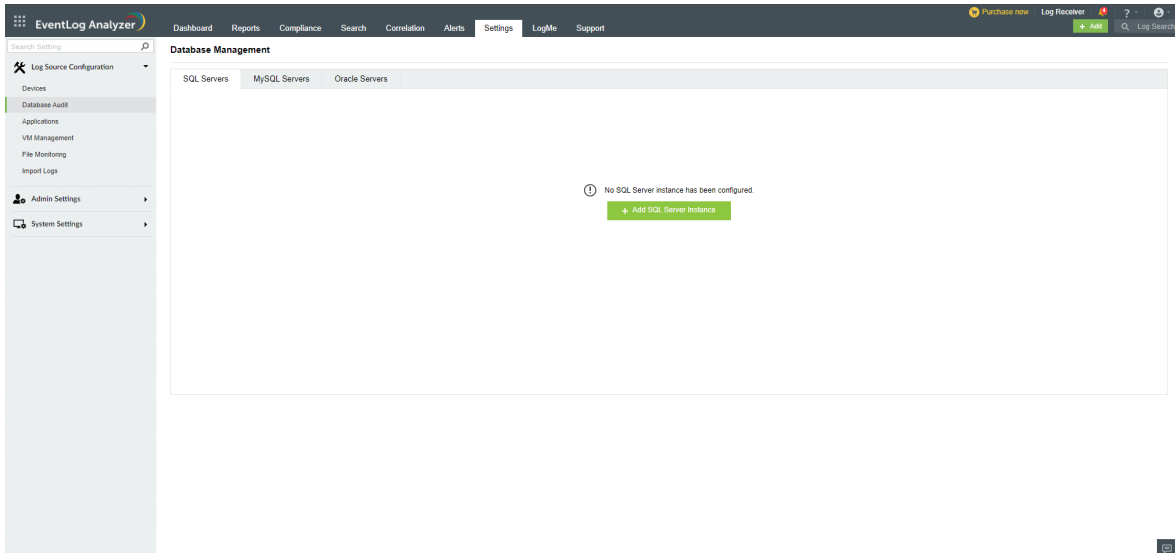 EventLog Analyzer
Purchase now Log Receiver ?
Dashboard Reports Compliance Search Correlation Alerts Settings LogMe Support
+ Add Log Search
Search Setting
Log Source Configuration
Devices
Database Audit
Applications
VM Management
File Monitoring
Import Logs
Admin Settings
System Settings
Database Management
SQL Servers MySQL Servers Oracle Servers
No SQL Server instance has been configured.
+ Add SQL Server Instance